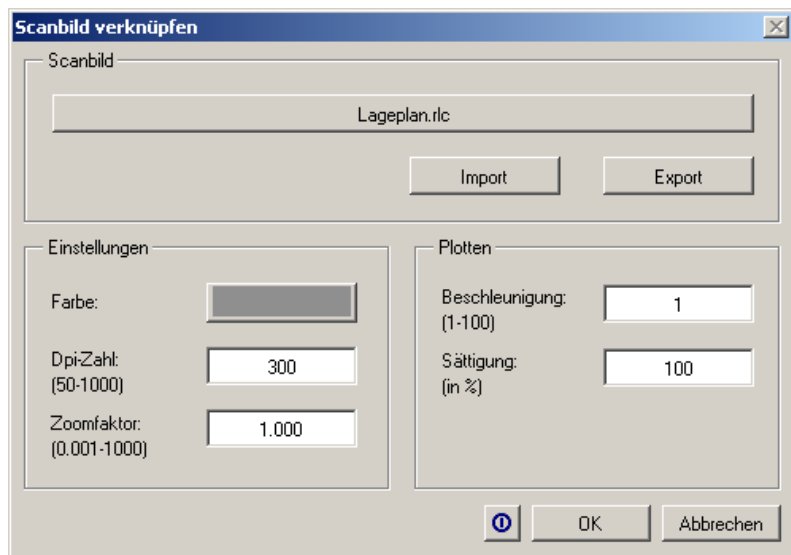 Scanbild verknüpfen
Scanbild
Lageplan.rlc
Import Export
Einstellungen
Farbe:
Dpi-Zahl: 300
(50-1000)
Zoomfaktor: 1.000
(0.001-1000)
Plotten
Beschleunigung: 1
(1-100)
Sättigung: 100
(in %)
OK Abbrechen